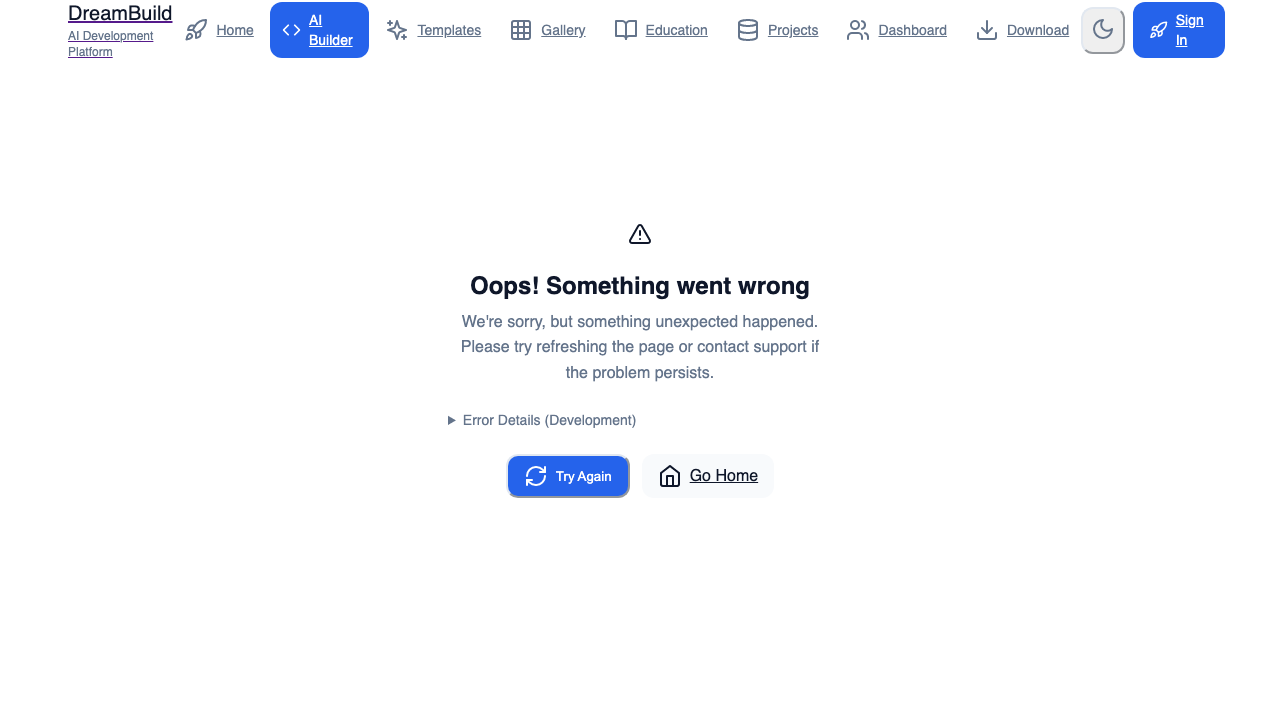 DreamBuild
AI Development
Platform
Home
AI
Builder
Templates
Gallery
Education
Projects
Dashboard
Download
Sign
In
Oops! Something went wrong
We're sorry, but something unexpected happened.
Please try refreshing the page or contact support if
the problem persists.
Error Details (Development)
Try Again
Go Home